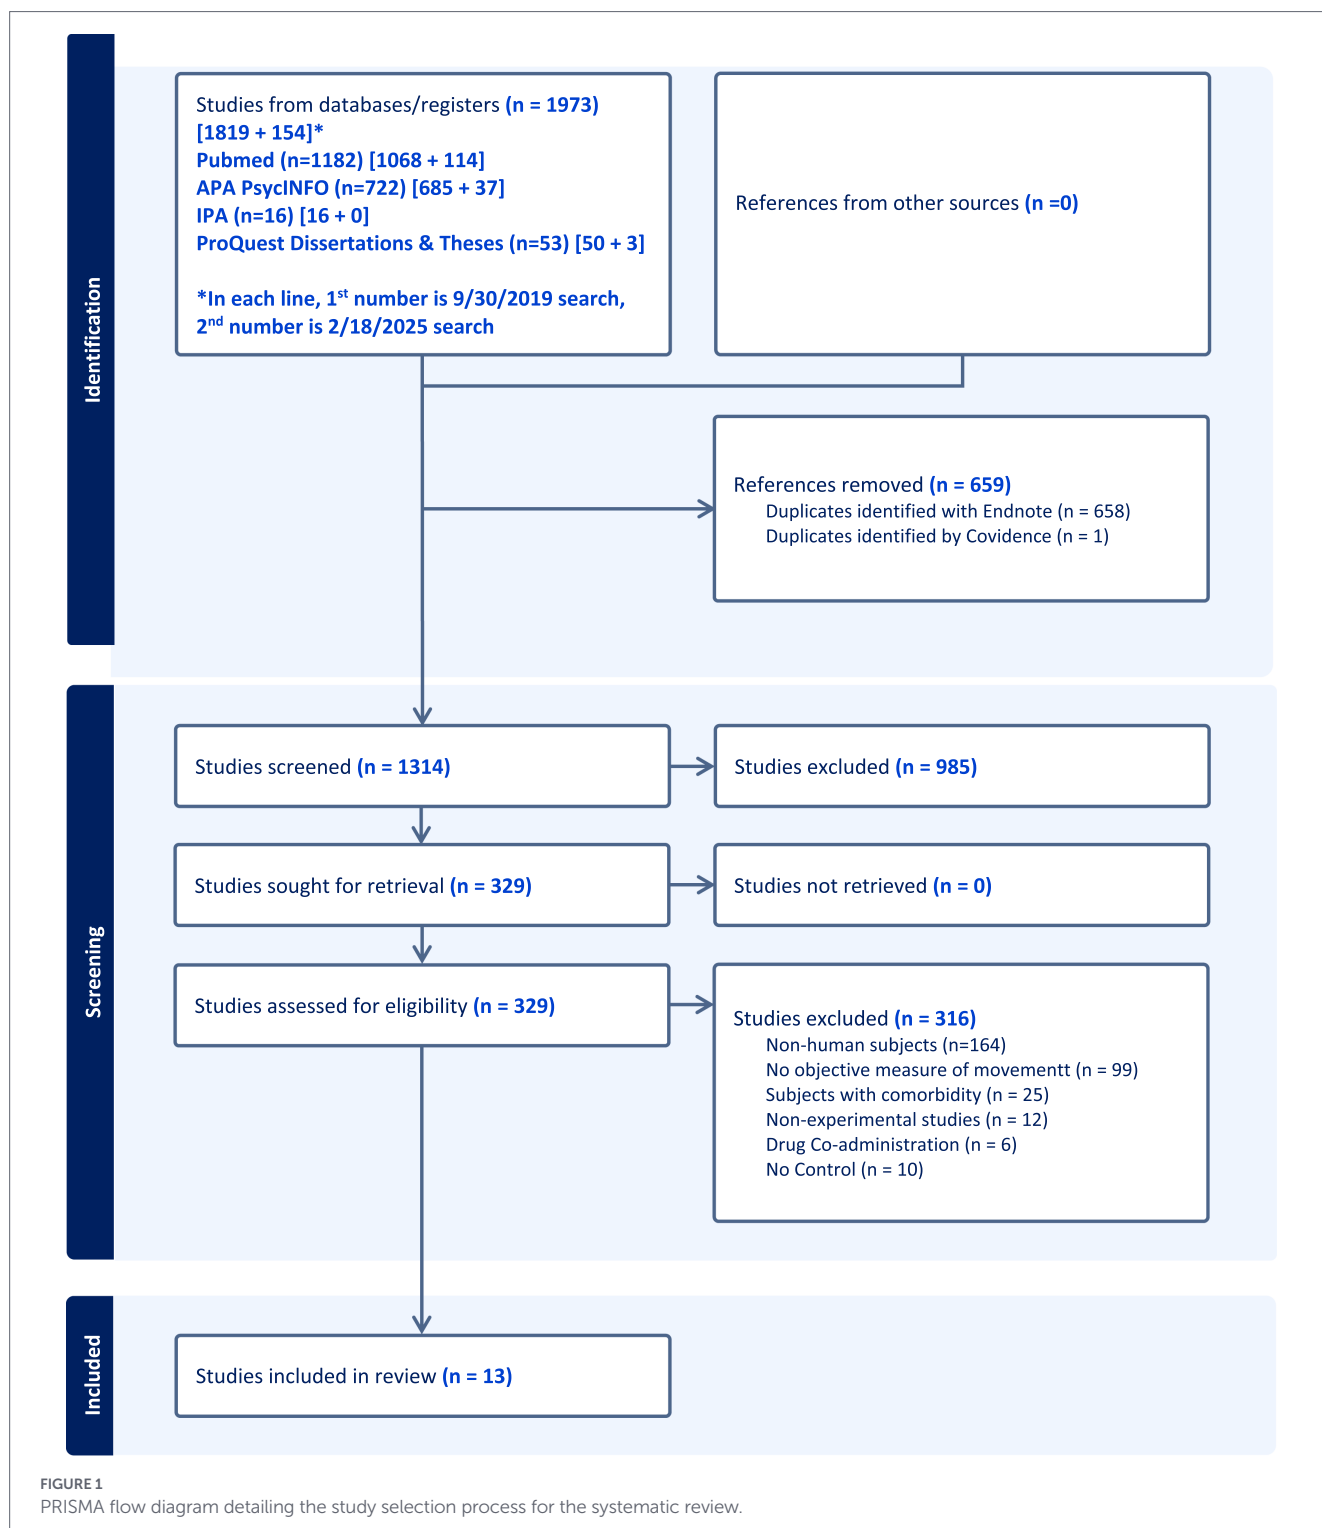 Identification
Studies from databases/registers (n = 1973)
[1819 + 154]*
Pubmed (n=1182) [1068 + 114]
APA PsycINFO (n=722) [685 + 37]
IPA (n=16) [16 + 0]
ProQuest Dissertations & Theses (n=53) [50 + 3]
*In each line, 1st number is 9/30/2019 search,
2nd number is 2/18/2025 search
References from other sources (n =0)
References removed (n = 659)
Duplicates identified with Endnote (n = 658)
Duplicates identified by Covidence (n = 1)
Screening
Studies screened (n = 1314)
Studies excluded (n = 985)
Studies sought for retrieval (n = 329)
Studies not retrieved (n = 0)
Studies assessed for eligibility (n = 329)
Studies excluded (n = 316)
Non-human subjects (n=164)
No objective measure of movementt (n = 99)
Subjects with comorbidity (n = 25)
Non-experimental studies (n = 12)
Drug Co-administration (n = 6)
No Control (n = 10)
Included
Studies included in review (n = 13)
FIGURE 1
PRISMA flow diagram detailing the study selection process for the systematic review.